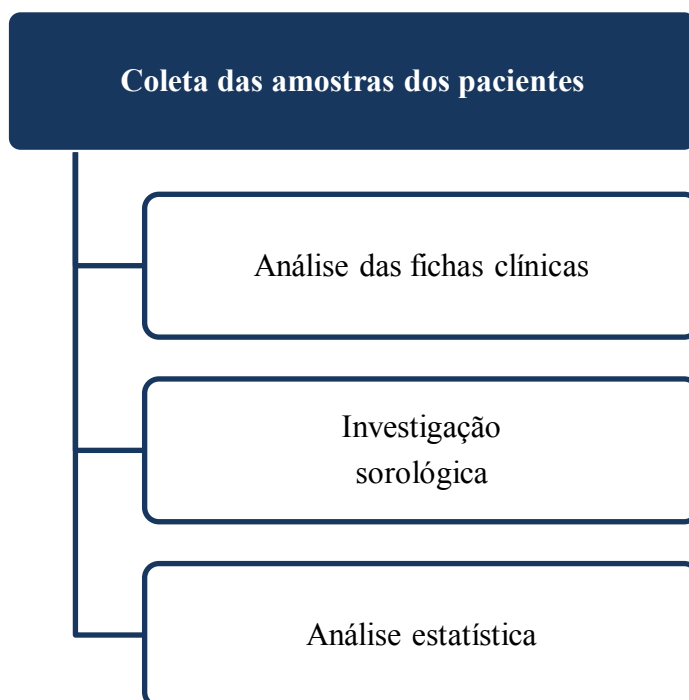 Coleta das amostras dos pacientes
Análise das fichas clínicas
Investigação
sorológica
Análise estatística